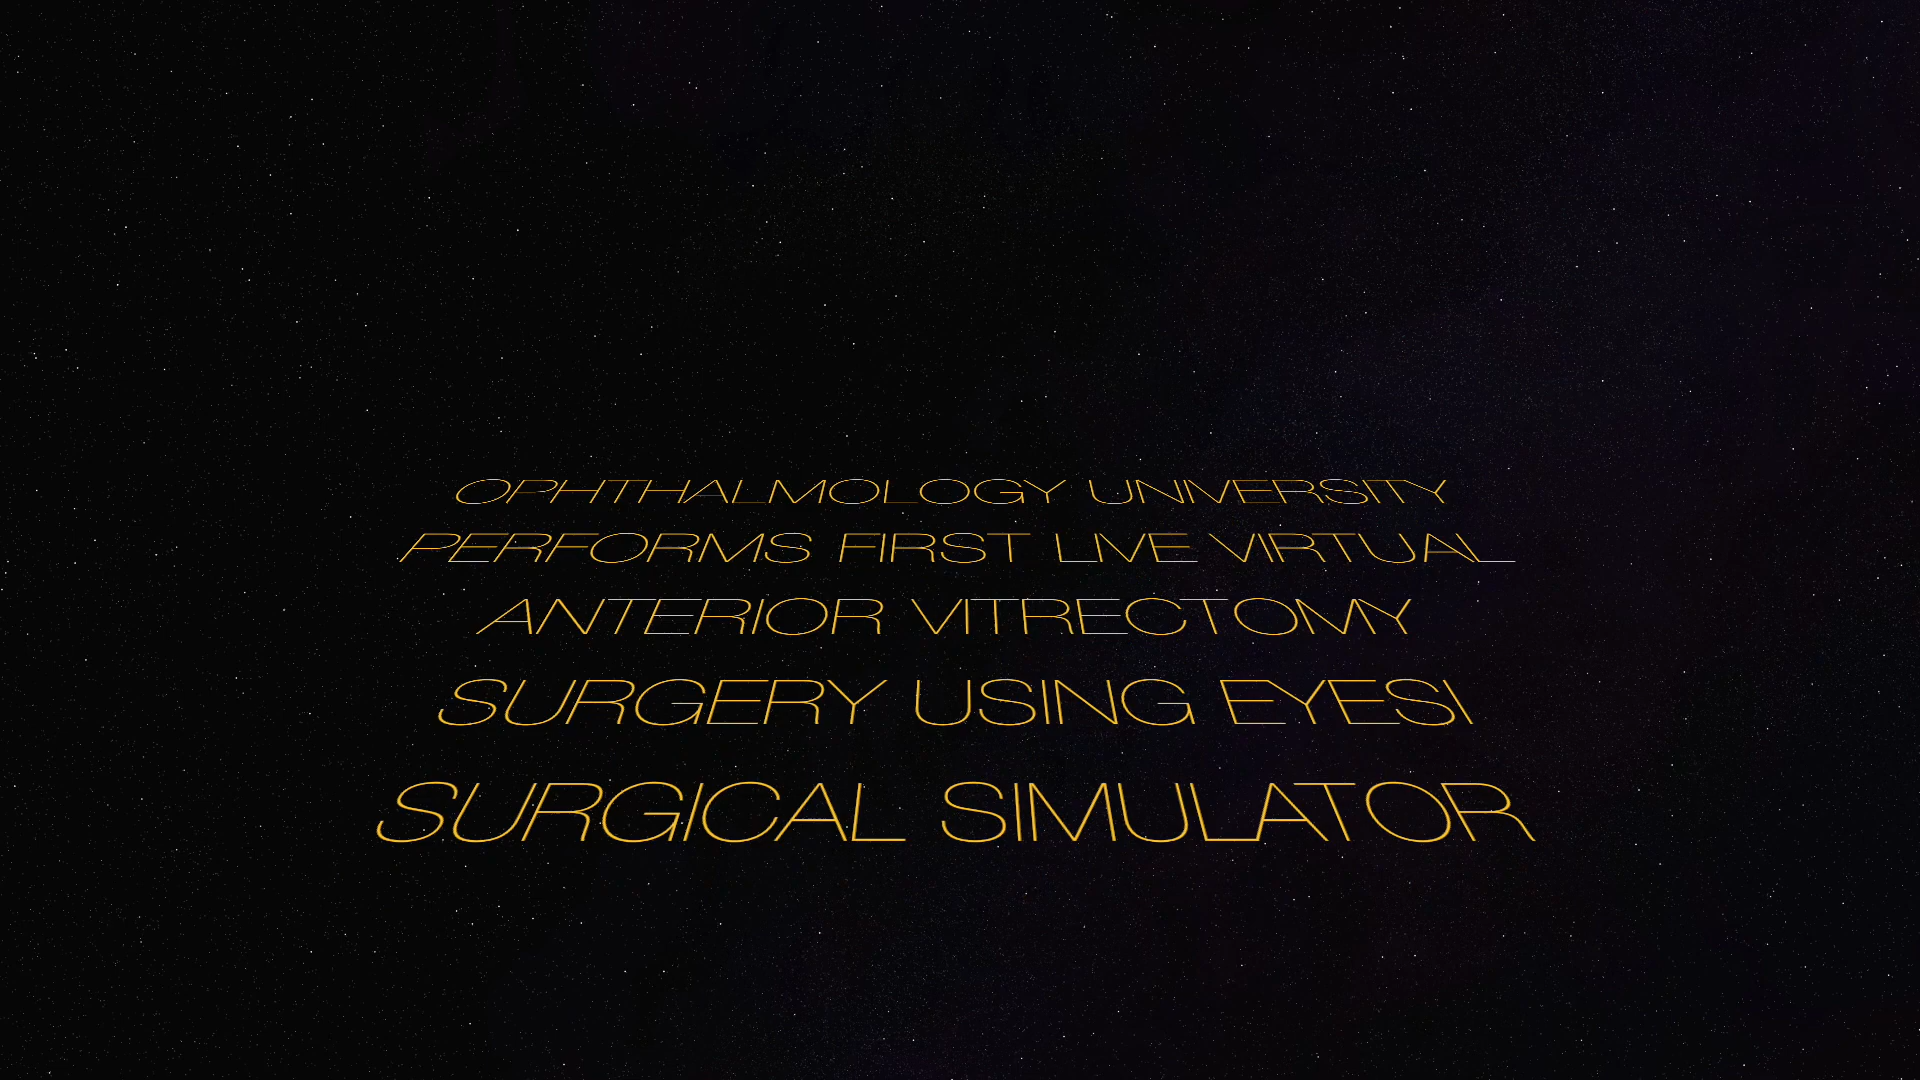 OPHTHALMOLOGY UNIVERSITY
PERFORMS FIRST LIVE VIRTUAL
ANTERIOR VITRECTOMY
SURGERY USING EYESI
SURGICAL SIMULATOR